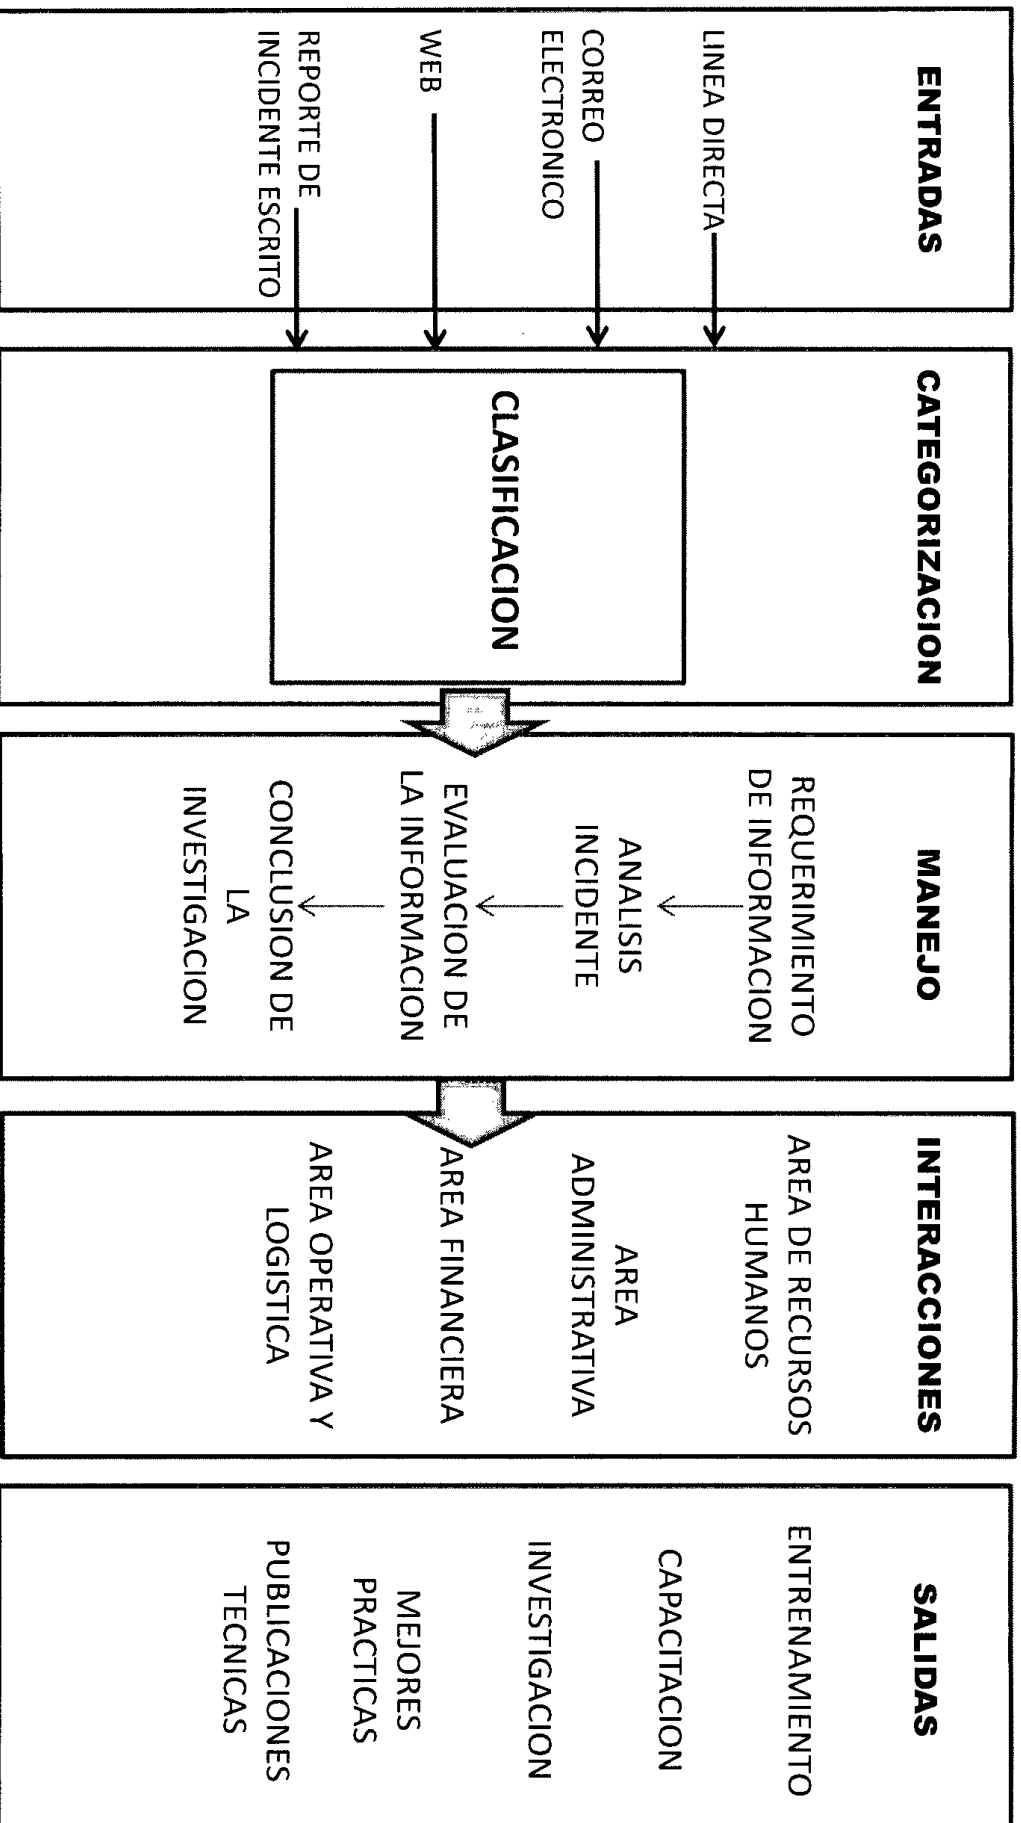 ENTRADAS
LINEA DIRECTA
CORREO
ELECTRONICO
WEB
REPORTE DE
INCIDENTE ESCRITO
CATEGORIZACION
CLASIFICACION
MANEJO
REQUERIMIENTO
DE INFORMACION
ANALISIS
INCIDENTE
EVALUACION DE
LA INFORMACION
CONCLUSION DE
LA
INVESTIGACION
INTERACCIONES
AREA DE RECURSOS
HUMANOS
AREA
ADMINISTRATIVA
AREA FINANCIERA
AREA OPERATIVA Y
LOGISTICA
SALIDAS
ENTRENAMIENTO
CAPACITACION
INVESTIGACION
MEJORES
PRACTICAS
PUBLICACIONES
TECNICAS